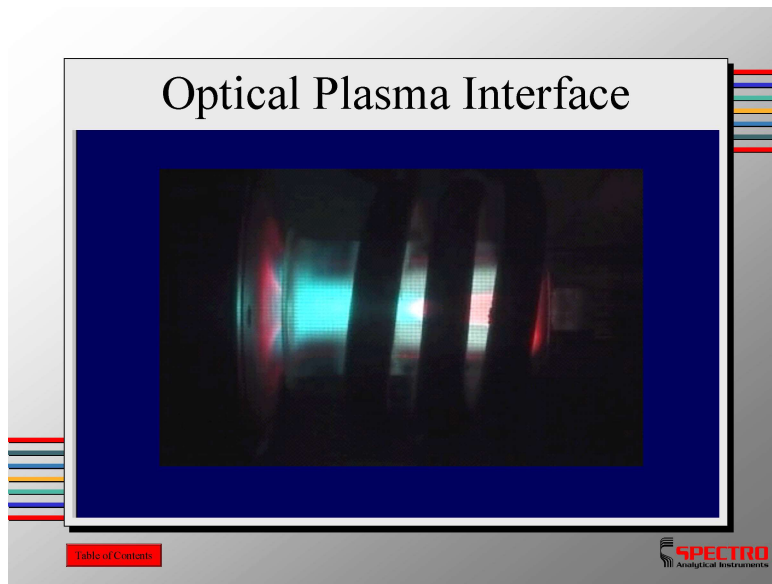 Optical Plasma Interface
Table of Contents
SPECTRO
Analytical Instruments